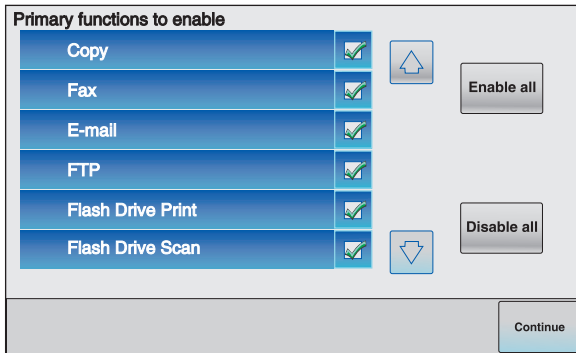 Primary functions to enable
Copy
Fax
E-mail
FTP
Flash Drive Print
Flash Drive Scan
Enable all
Disable all
Continue